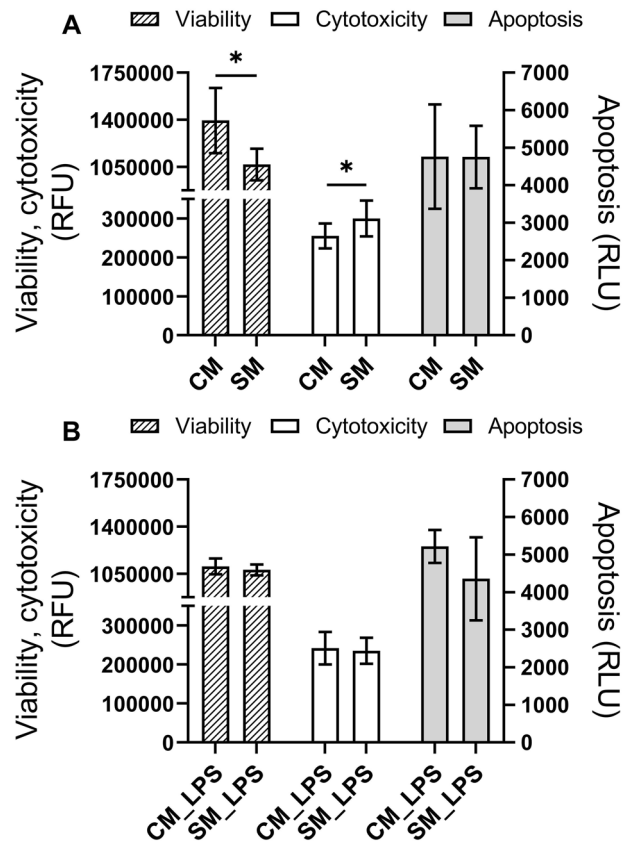 A
Viability Cytotoxicity Apoptosis
Viability, cytotoxicity
(RFU)
1750000
1400000
1050000
300000
200000
100000
0
*
*
7000
6000
5000
4000
3000
2000
1000
0
Apoptosis (RLU)
CM SM CM SM CM SM
B
Viability Cytotoxicity Apoptosis
Viability, cytotoxicity
(RFU)
1750000
1400000
1050000
300000
200000
100000
0
7000
6000
5000
4000
3000
2000
1000
0
Apoptosis (RLU)
CM_LPS SM_LPS CM_LPS SM_LPS CM_LPS SM_LPS